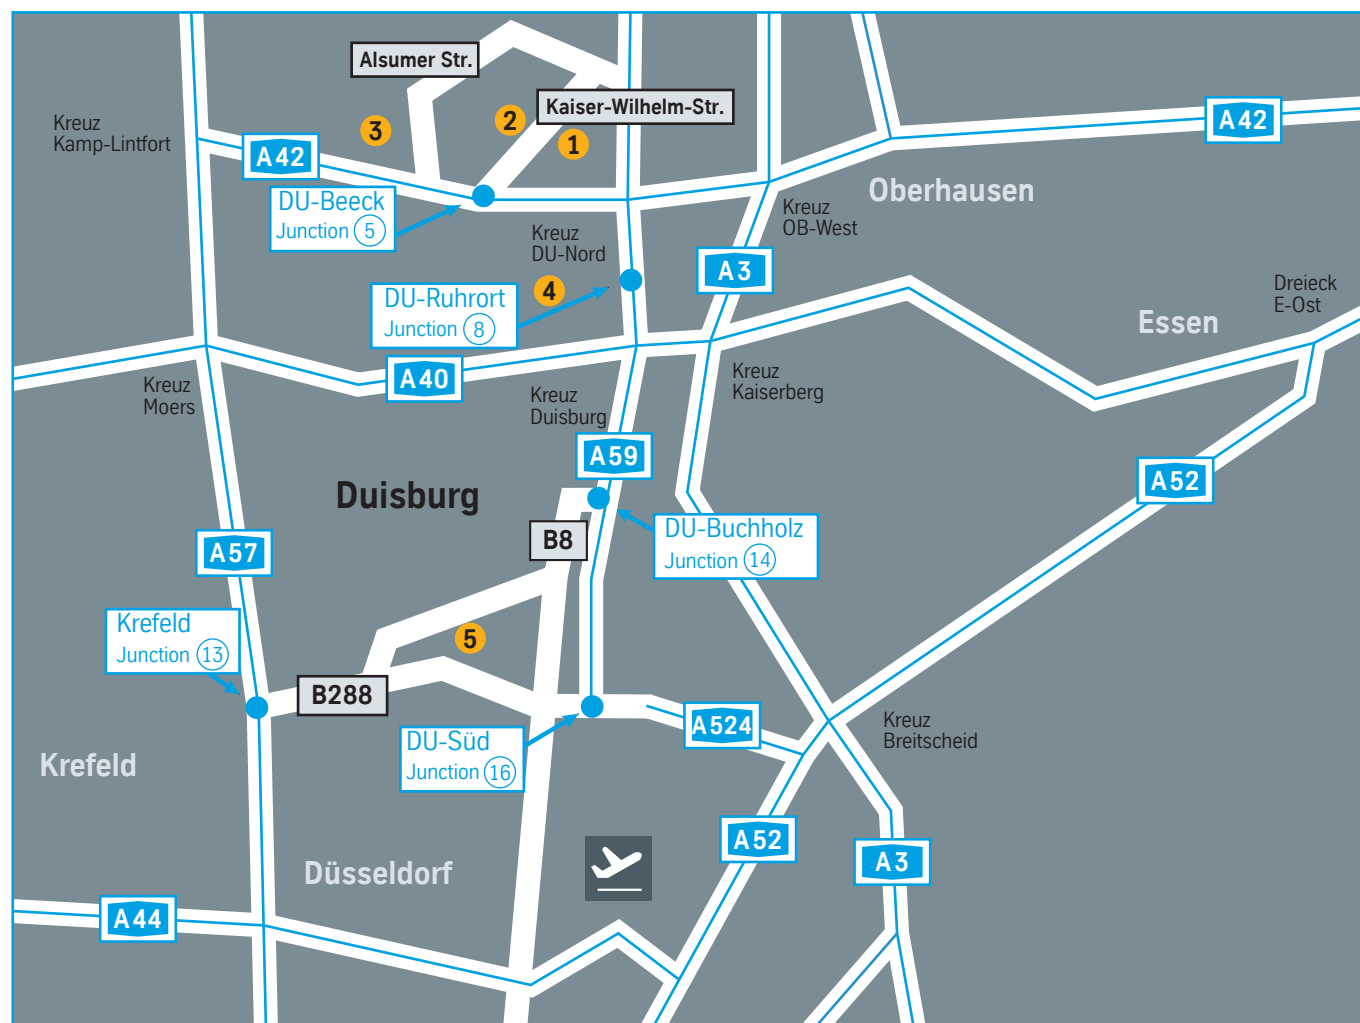 Alsumer Str.
Kaiser-Wilhelm-Str.
Kreuz
Kamp-Lintfort
3
2
1
A42
A42
DU-Beeck
Junction 5
Oberhausen
Kreuz
OB-West
Kreuz
DU-Nord
A3
4
DU-Ruhrort
Junction 8
Dreieck
E-Ost
Essen
A40
Kreuz
Moers
Kreuz
Duisburg
Kreuz
Kaiserberg
A59
A52
Duisburg
B8
DU-Buchholz
Junction 14
A57
Krefeld
Junction 13
5
B288
A524
Kreuz
Breitscheid
DU-Süd
Junction 16
Krefeld
A52
A3
Düsseldorf
A44